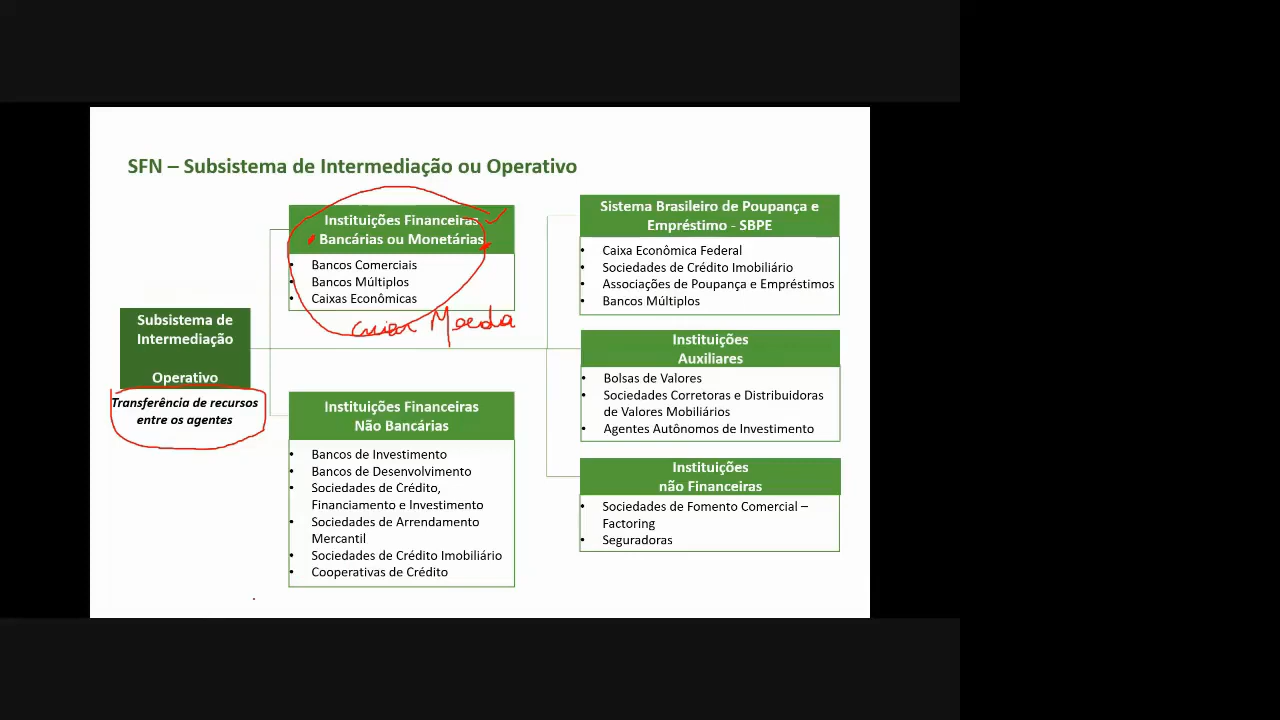 SFN – Subsistema de Intermediação ou Operativo
Subsistema de
Intermediação
Operativo
Transferência de recursos
entre os agentes
Instituições Financeiras
Bancárias ou Monetárias
• Bancos Comerciais
• Bancos Múltiplos
• Caixas Econômicas
criar Moeda
Instituições Financeiras
Não Bancárias
• Bancos de Investimento
• Bancos de Desenvolvimento
• Sociedades de Crédito,
Financiamento e Investimento
• Sociedades de Arrendamento
Mercantil
• Sociedades de Crédito Imobiliário
• Cooperativas de Crédito
Sistema Brasileiro de Poupança e
Empréstimo - SBPE
• Caixa Econômica Federal
• Sociedades de Crédito Imobiliário
• Associações de Poupança e Empréstimos
• Bancos Múltiplos
Instituições
Auxiliares
• Bolsas de Valores
• Sociedades Corretoras e Distribuidoras
de Valores Mobiliários
• Agentes Autônomos de Investimento
Instituições
não Financeiras
• Sociedades de Fomento Comercial –
Factoring
• Seguradoras